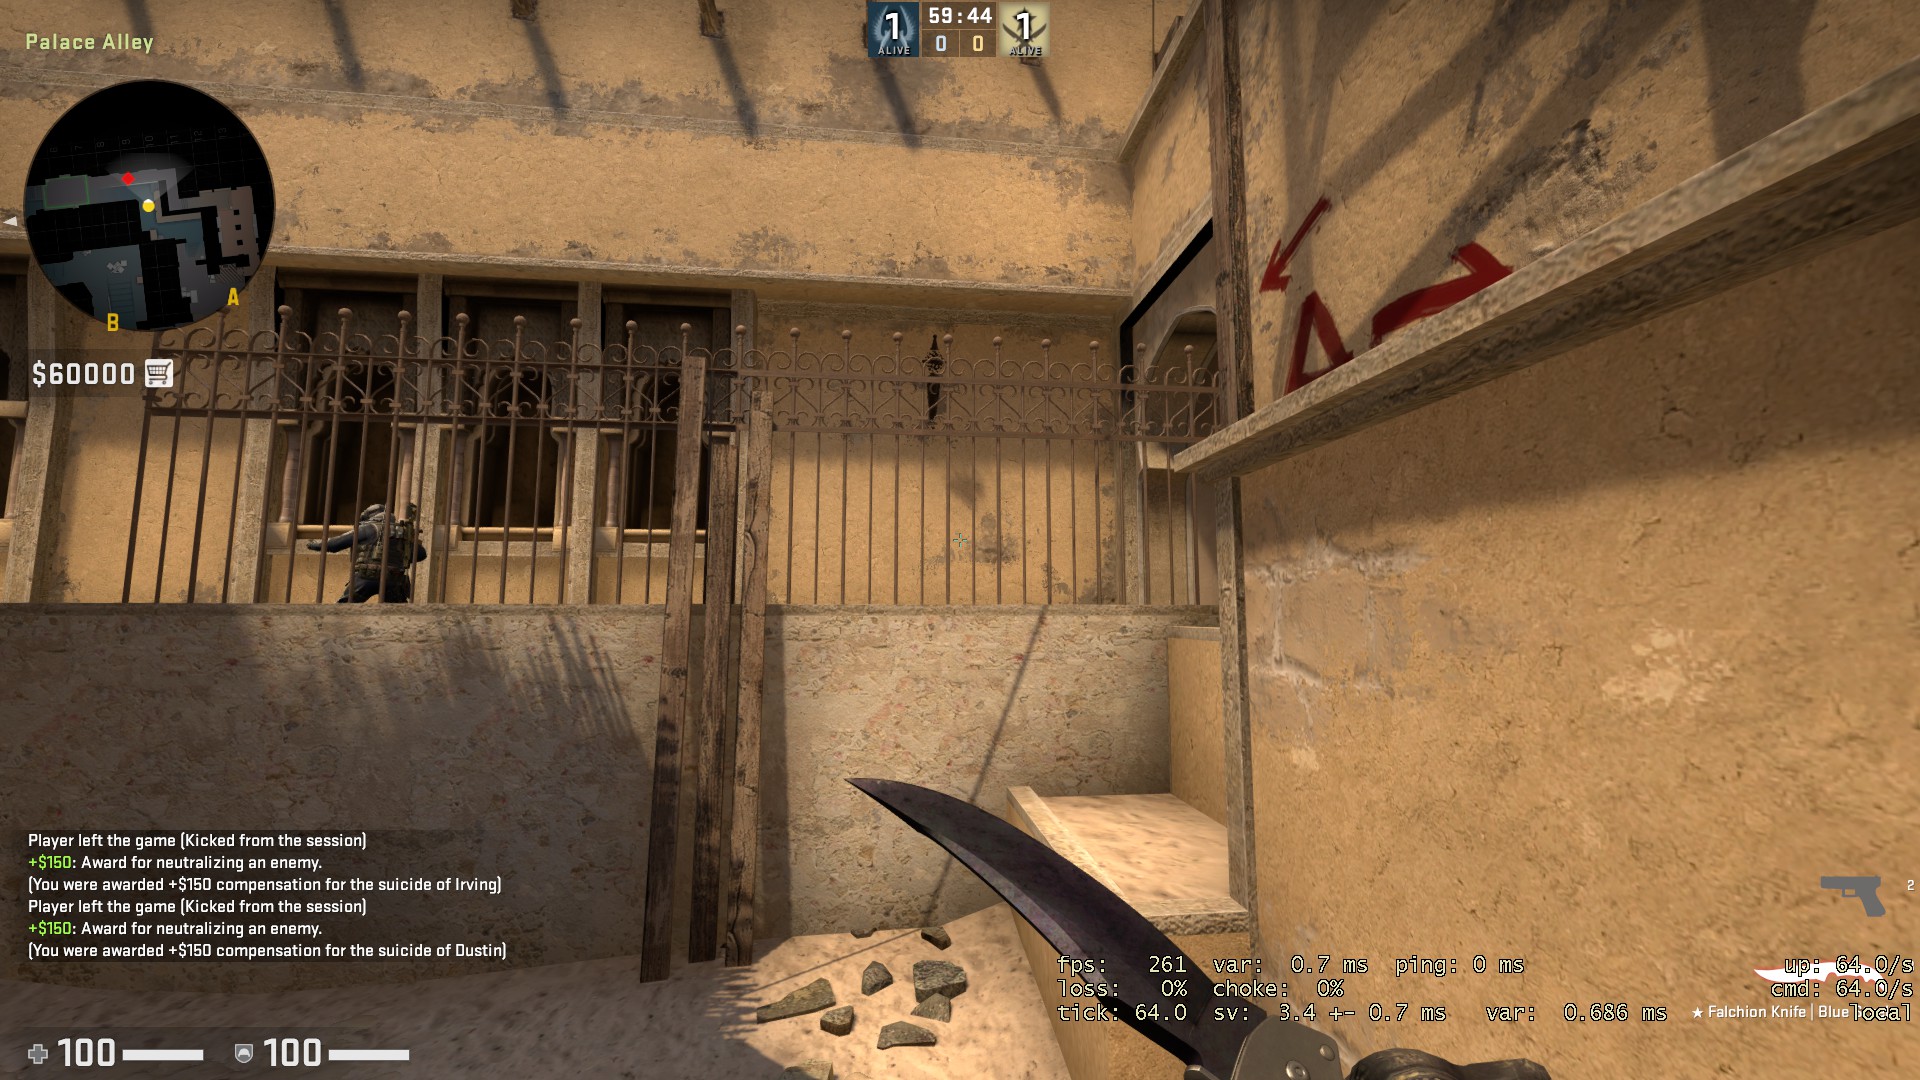 Palace Alley
1
ALIVE
59:44
0 0
1
ALIVE
A
B
$60000
A
Player left the game (Kicked from the session)
+$150: Award for neutralizing an enemy.
(You were awarded +$150 compensation for the suicide of Irving)
Player left the game (Kicked from the session)
+$150: Award for neutralizing an enemy.
(You were awarded +$150 compensation for the suicide of Dustin)
2
fps: 261 var: 0.7 ms ping: 0 ms
up: 64.0/s
loss: 0% choke: 0%
cmd: 64.0/s
tick: 64.0 sv: 3.4 +- 0.7 ms var: 0.686 ms
local
★ Falchion Knife | Blue
100
100